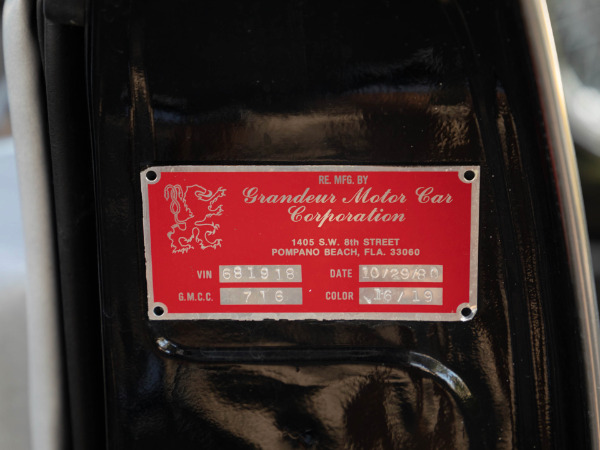 RE. MFG. BY
Grandeur Motor Car
Corporation
1405 S.W. 8th STREET
POMPANO BEACH, FLA. 33060
VIN 681918 DATE 10/29/80
G.M.C.C. 716 COLOR 16/19